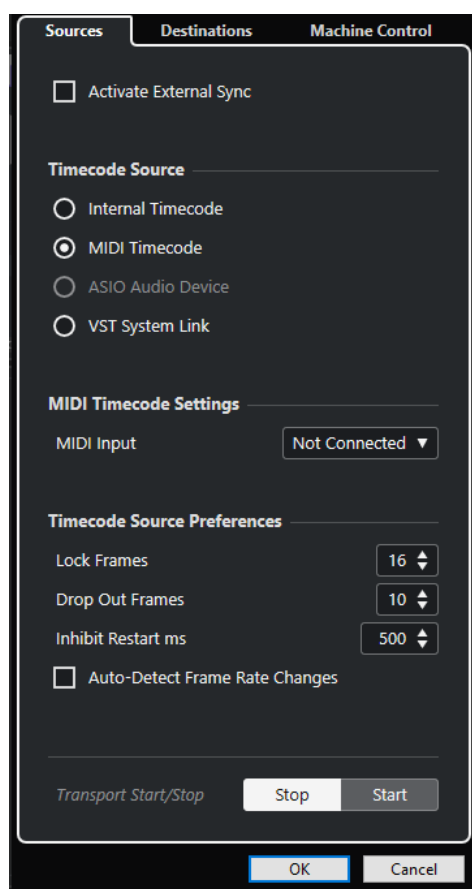 Sources Destinations Machine Control
Activate External Sync
Timecode Source
Internal Timecode
MIDI Timecode
ASIO Audio Device
VST System Link
MIDI Timecode Settings
MIDI Input Not Connected
Timecode Source Preferences
Lock Frames 16
Drop Out Frames 10
Inhibit Restart ms 500
Auto-Detect Frame Rate Changes
Transport Start/Stop Stop Start
OK Cancel